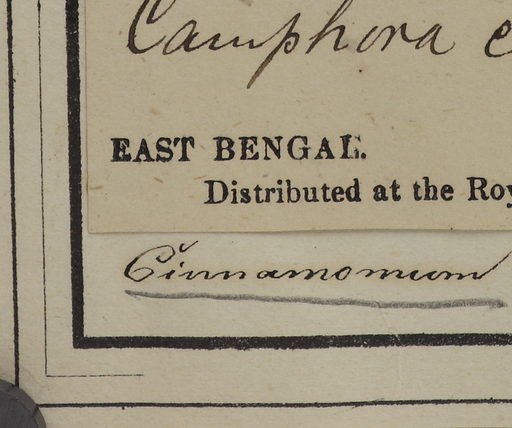 Camphora
EAST BENGAL.
Distributed at the Roy
Cinnamomum